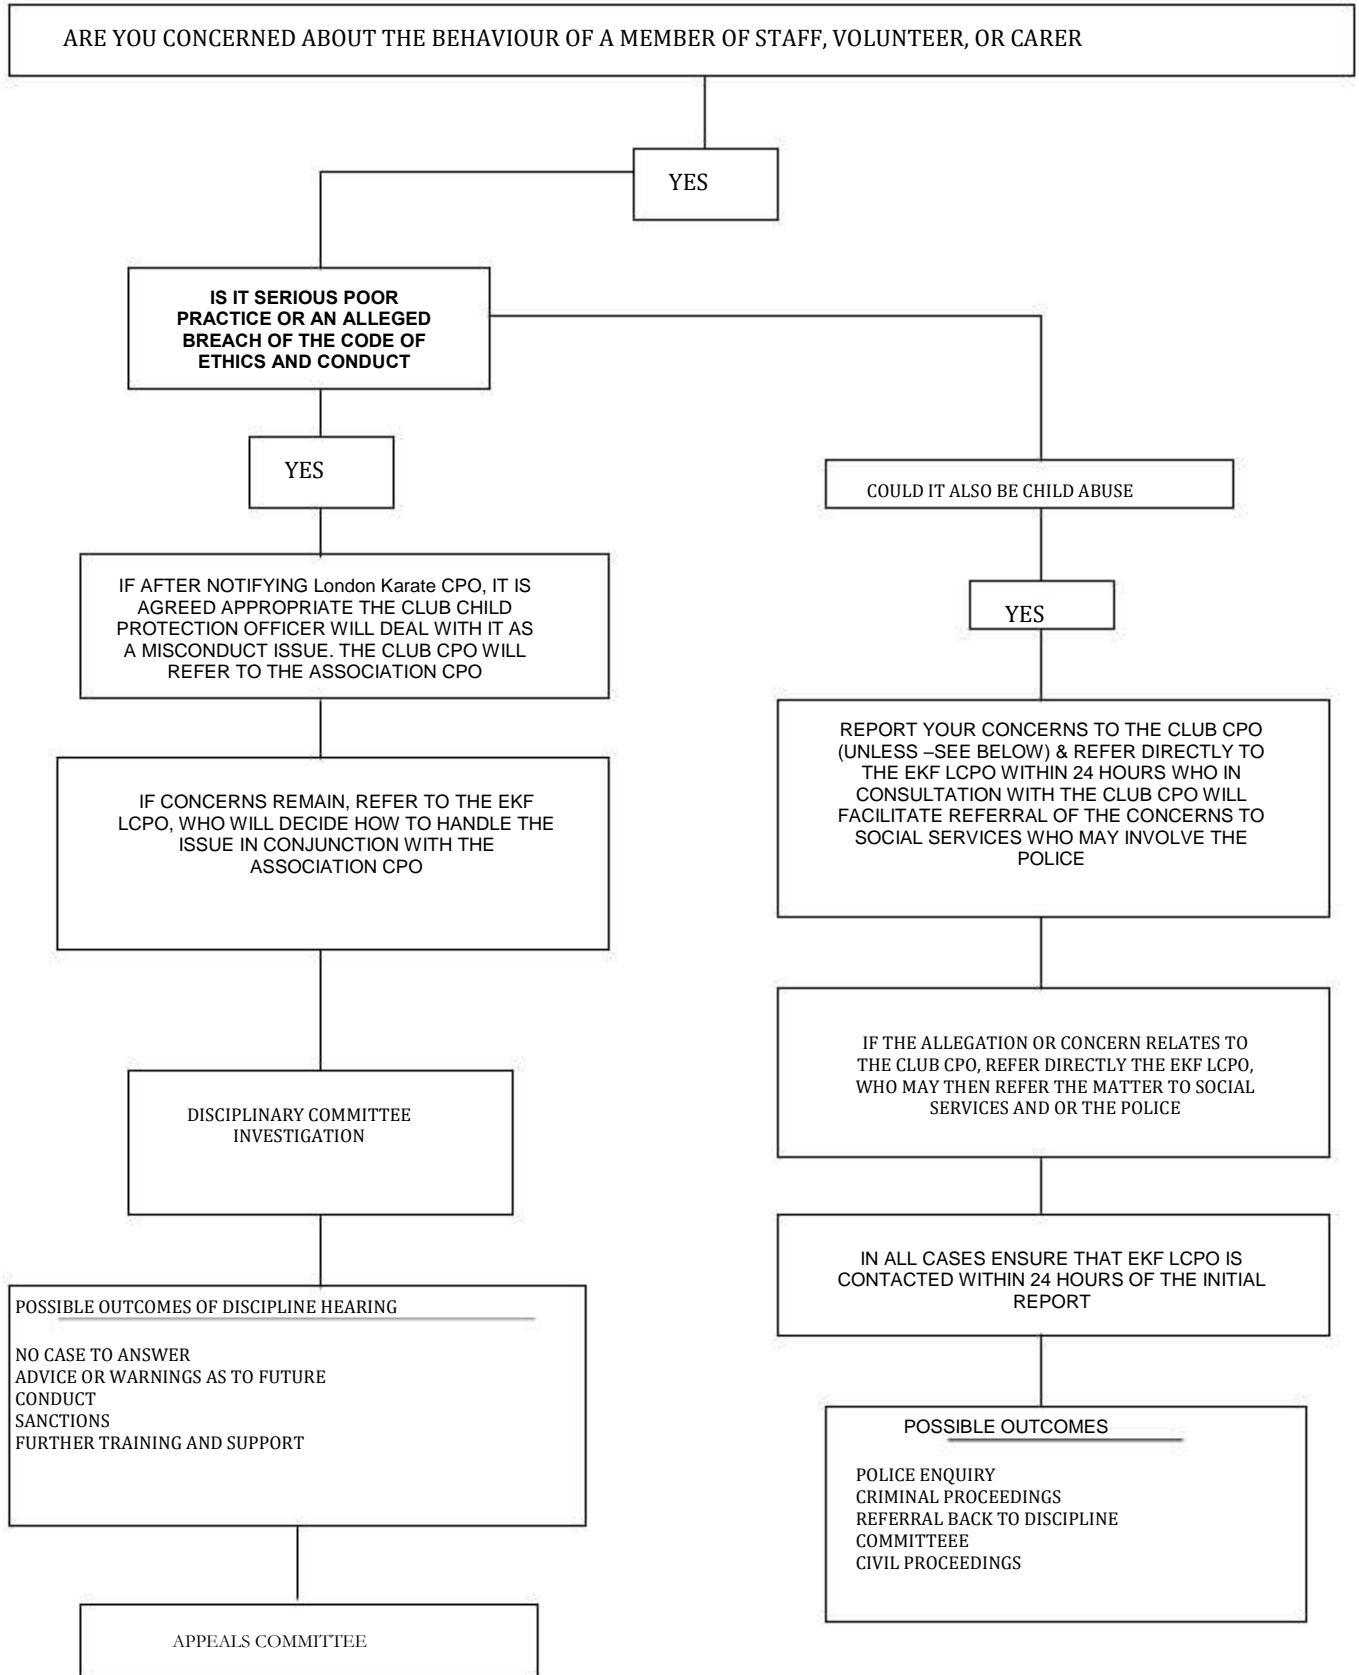 ARE YOU CONCERNED ABOUT THE BEHAVIOUR OF A MEMBER OF STAFF, VOLUNTEER, OR CARER
YES
IS IT SERIOUS POOR
PRACTICE OR AN ALLEGED
BREACH OF THE CODE OF
ETHICS AND CONDUCT
YES
IF AFTER NOTIFYING London Karate CPO, IT IS
AGREED APPROPRIATE THE CLUB CHILD
PROTECTION OFFICER WILL DEAL WITH IT AS
A MISCONDUCT ISSUE. THE CLUB CPO WILL
REFER TO THE ASSOCIATION CPO
IF CONCERNS REMAIN, REFER TO THE EKF
LCPO, WHO WILL DECIDE HOW TO HANDLE THE
ISSUE IN CONJUNCTION WITH THE
ASSOCIATION CPO
DISCIPLINARY COMMITTEE
INVESTIGATION
POSSIBLE OUTCOMES OF DISCIPLINE HEARING
NO CASE TO ANSWER
ADVICE OR WARNINGS AS TO FUTURE
CONDUCT
SANCTIONS
FURTHER TRAINING AND SUPPORT
APPEALS COMMITTEE
COULD IT ALSO BE CHILD ABUSE
YES
REPORT YOUR CONCERNS TO THE CLUB CPO
(UNLESS –SEE BELOW) & REFER DIRECTLY TO
THE EKF LCPO WITHIN 24 HOURS WHO IN
CONSULTATION WITH THE CLUB CPO WILL
FACILITATE REFERRAL OF THE CONCERNS TO
SOCIAL SERVICES WHO MAY INVOLVE THE
POLICE
IF THE ALLEGATION OR CONCERN RELATES TO
THE CLUB CPO, REFER DIRECTLY THE EKF LCPO,
WHO MAY THEN REFER THE MATTER TO SOCIAL
SERVICES AND OR THE POLICE
IN ALL CASES ENSURE THAT EKF LCPO IS
CONTACTED WITHIN 24 HOURS OF THE INITIAL
REPORT
POSSIBLE OUTCOMES
POLICE ENQUIRY
CRIMINAL PROCEEDINGS
REFERRAL BACK TO DISCIPLINE
COMMITTEEE
CIVIL PROCEEDINGS